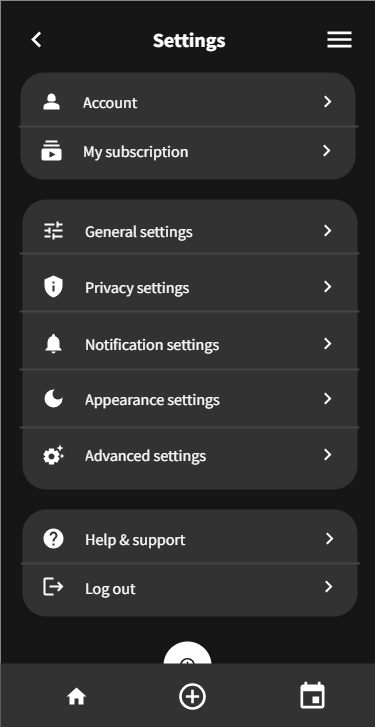 Settings
Account
My subscription
General settings
Privacy settings
Notification settings
Appearance settings
Advanced settings
Help & support
Log out